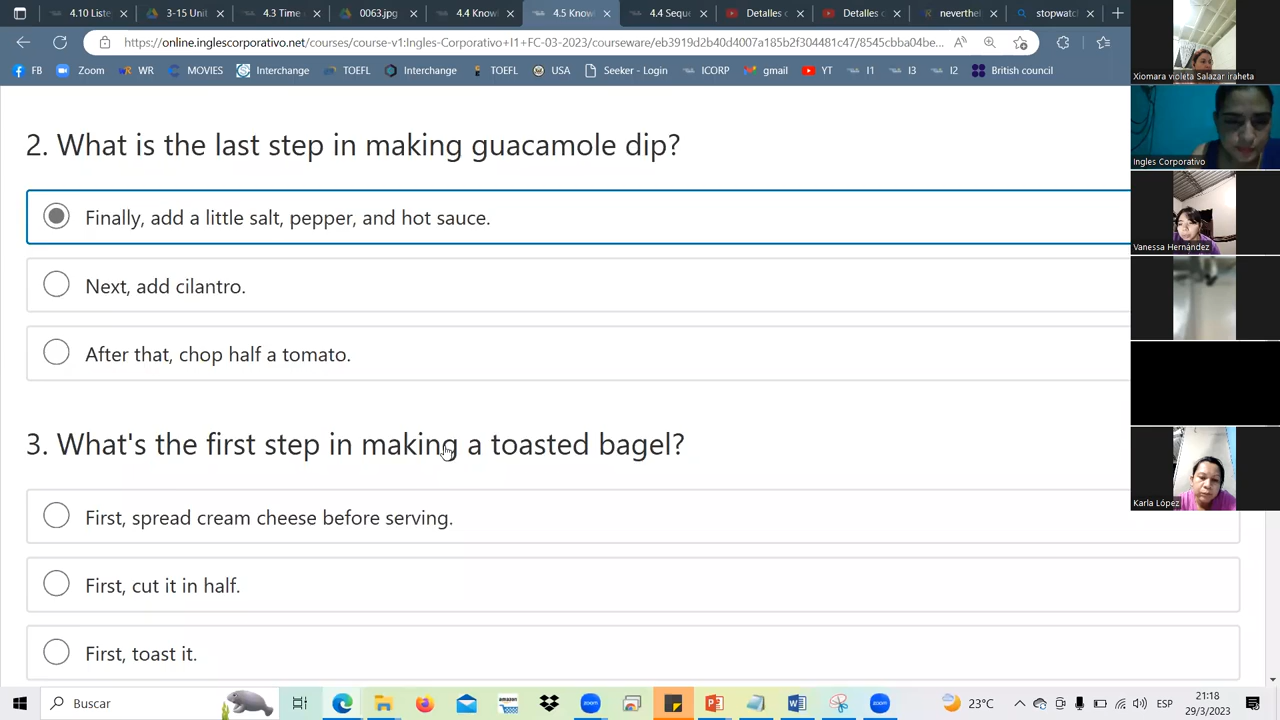 4.10 Liste
3-15 Unit
4.3 Time
0063.jpg
4.4 Know
4.5 Know
4.4 Seque
Detalles c
Detalles c
neverthel
stopwatch
https://online.inglescorporativo.net/courses/course-v1:Ingles-Corporativo+I1+FC-03-2023/courseware/eb3919d2b40d4007a185b2f304481c47/8545cbba04be...
FB
Zoom
WR
MOVIES
Interchange
TOEFL
Interchange
TOEFL
USA
Seeker - Login
ICORP
gmail
YT
I1
I3
I2
British council
Xiomara violeta Salazar iraheta
Ingles Corporativo
Vanessa Hernández
Karla López
2. What is the last step in making guacamole dip?
Finally, add a little salt, pepper, and hot sauce.
Next, add cilantro.
After that, chop half a tomato.
3. What's the first step in making a toasted bagel?
First, spread cream cheese before serving.
First, cut it in half.
First, toast it.
Buscar
23°C
ESP
21:18
29/3/2023